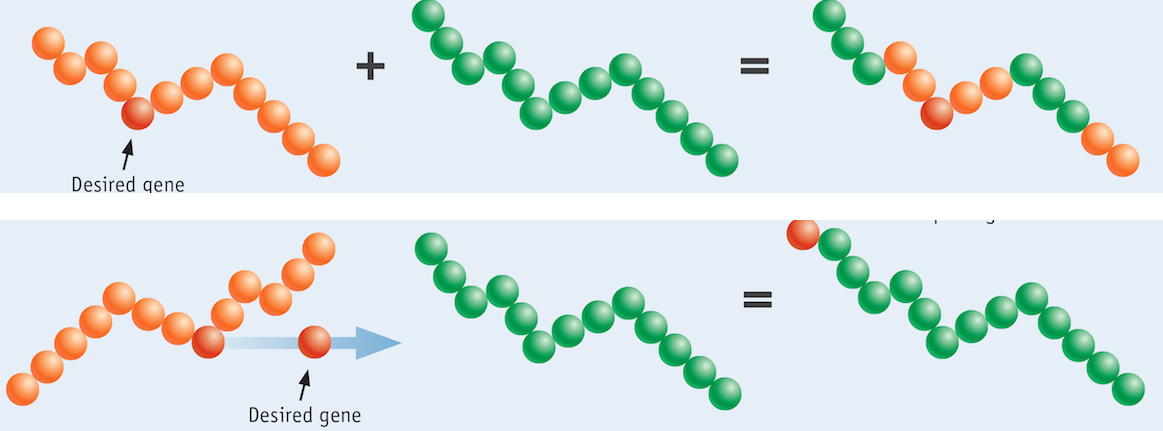 +
=
Desired gene
=
Desired gene